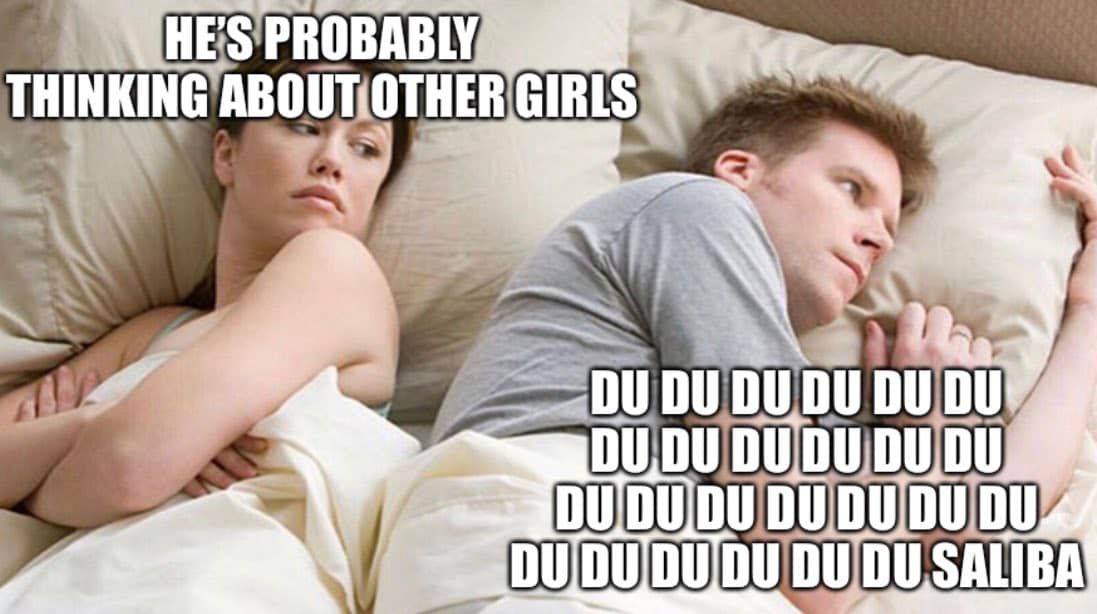 HE'S PROBABLY
THINKING ABOUT OTHER GIRLS
DU DU DU DU DU DU
DU DU DU DU DU DU
DU DU DU DU DU DU DU
DU DU DU DU DU DU SALIBA